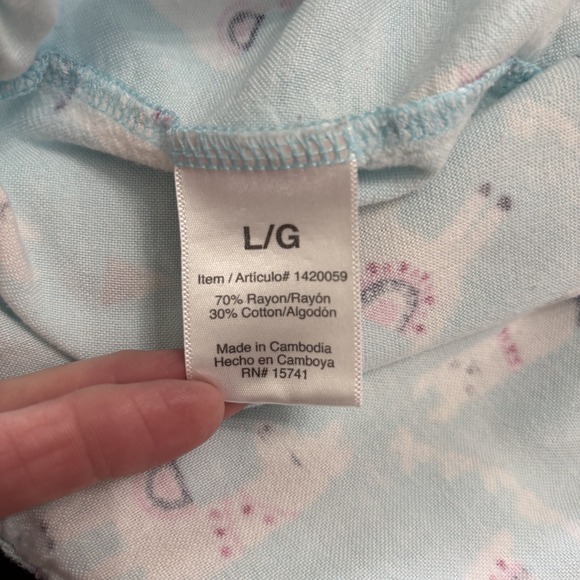 L/G
Item / Articulo# 1420059
70% Rayon/Rayón
30% Cotton/Algodón
Made in Cambodia
Hecho en Camboya
RN# 15741